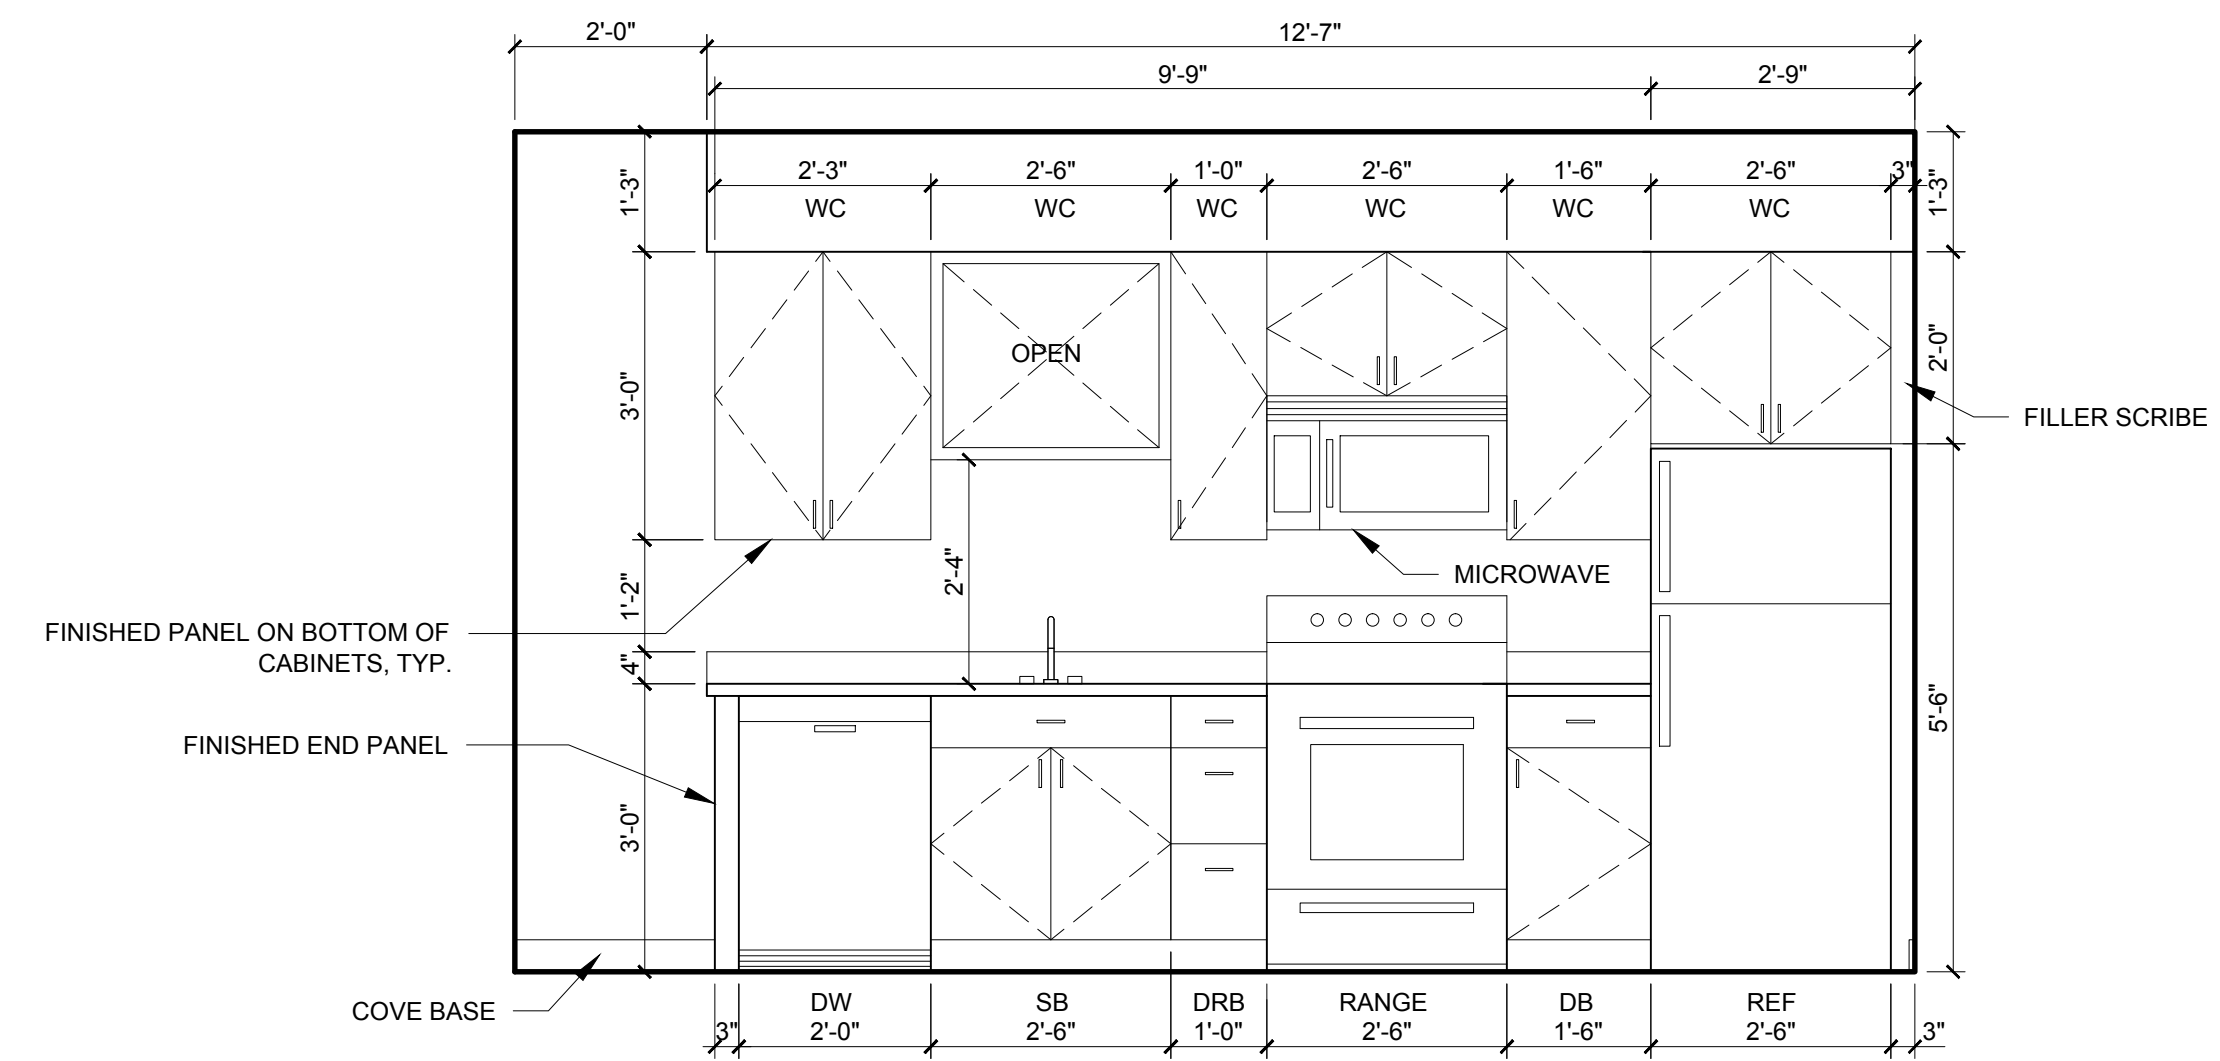 2'-0"
12'-7"
9'-9"
2'-9"
1'-3"
2'-3"
2'-6"
1'-0"
2'-6"
1'-6"
2'-6"
3"
1'-3"
WC
WC
WC
WC
WC
WC
OPEN
3'-0"
2'-0"
FILLER SCRIBE
2'-4"
MICROWAVE
1'-2"
FINISHED PANEL ON BOTTOM OF
CABINETS, TYP.
4"
5'-6"
FINISHED END PANEL
3'-0"
COVE BASE
DW
SB
DRB
RANGE
DB
REF
3"
2'-0"
2'-6"
1'-0"
2'-6"
1'-6"
2'-6"
3"